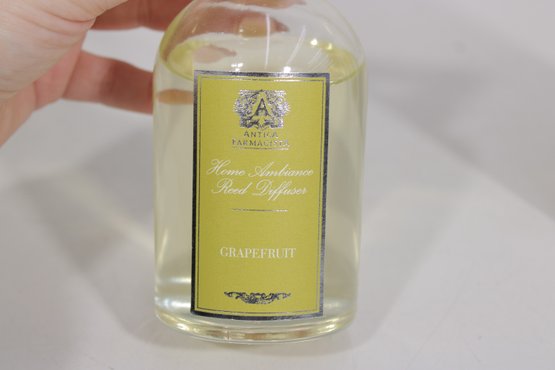 A
ANTICA
FARMACISTA
Home Ambiance
Reed Diffuser
GRAPEFRUIT